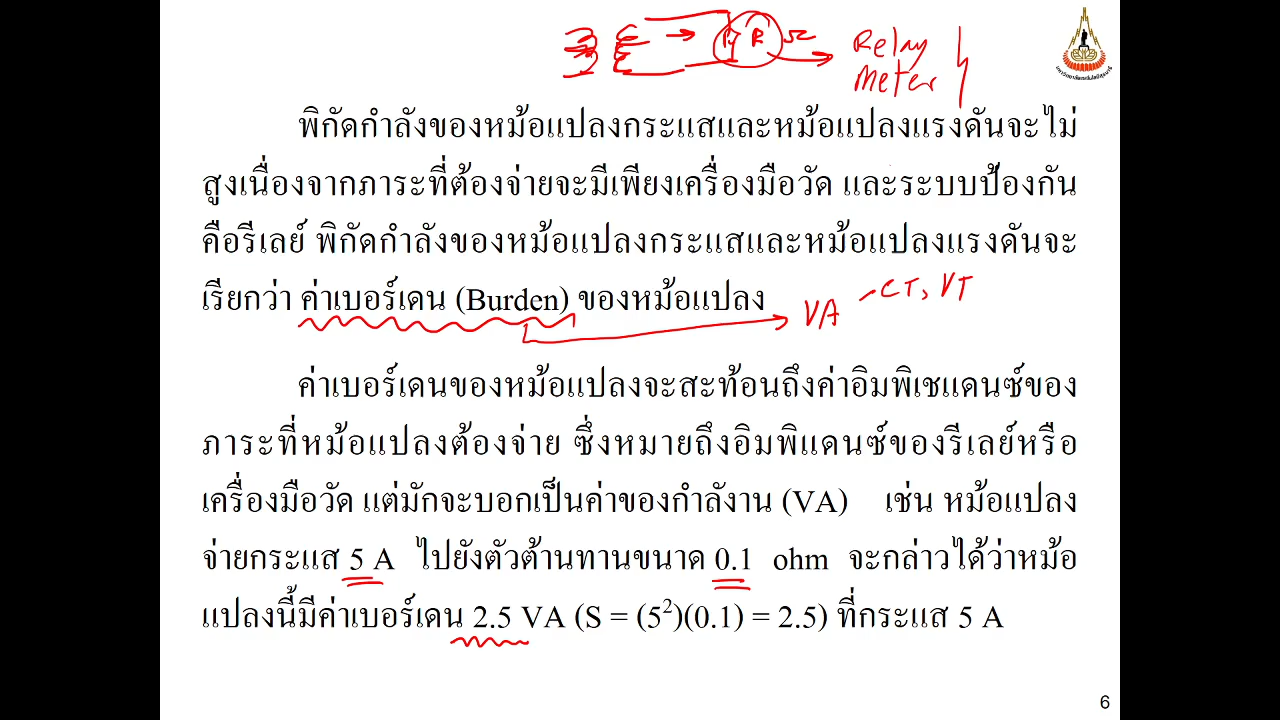 Relay
Meter
พิกัดกำลังของหม้อแปลงกระแสและหม้อแปลงแรงดันจะไม่
สูงเนื่องจากภาระที่ต้องจ่ายจะมีเพียงเครื่องมือวัด และระบบป้องกัน
คือรีเลย์ พิกัดกำลังของหม้อแปลงกระแสและหม้อแปลงแรงดันจะ
เรียกว่า ค่าเบอร์เดน (Burden) ของหม้อแปลง
VA - CT, VT
ค่าเบอร์เดนของหม้อแปลงจะสะท้อนถึงค่าอิมพิเชแดนซ์ของ
ภาระที่หม้อแปลงต้องจ่าย ซึ่งหมายถึงอิมพิแดนซ์ของรีเลย์หรือ
เครื่องมือวัด แต่มักจะบอกเป็นค่าของกำลังาน (VA) เช่น หม้อแปลง
จ่ายกระแส 5 A ไปยังตัวต้านทานขนาด 0.1 ohm จะกล่าวได้ว่าหม้อ
แปลงนี้มีค่าเบอร์เดน 2.5 VA (S = (5²)(0.1) = 2.5) ที่กระแส 5 A
6